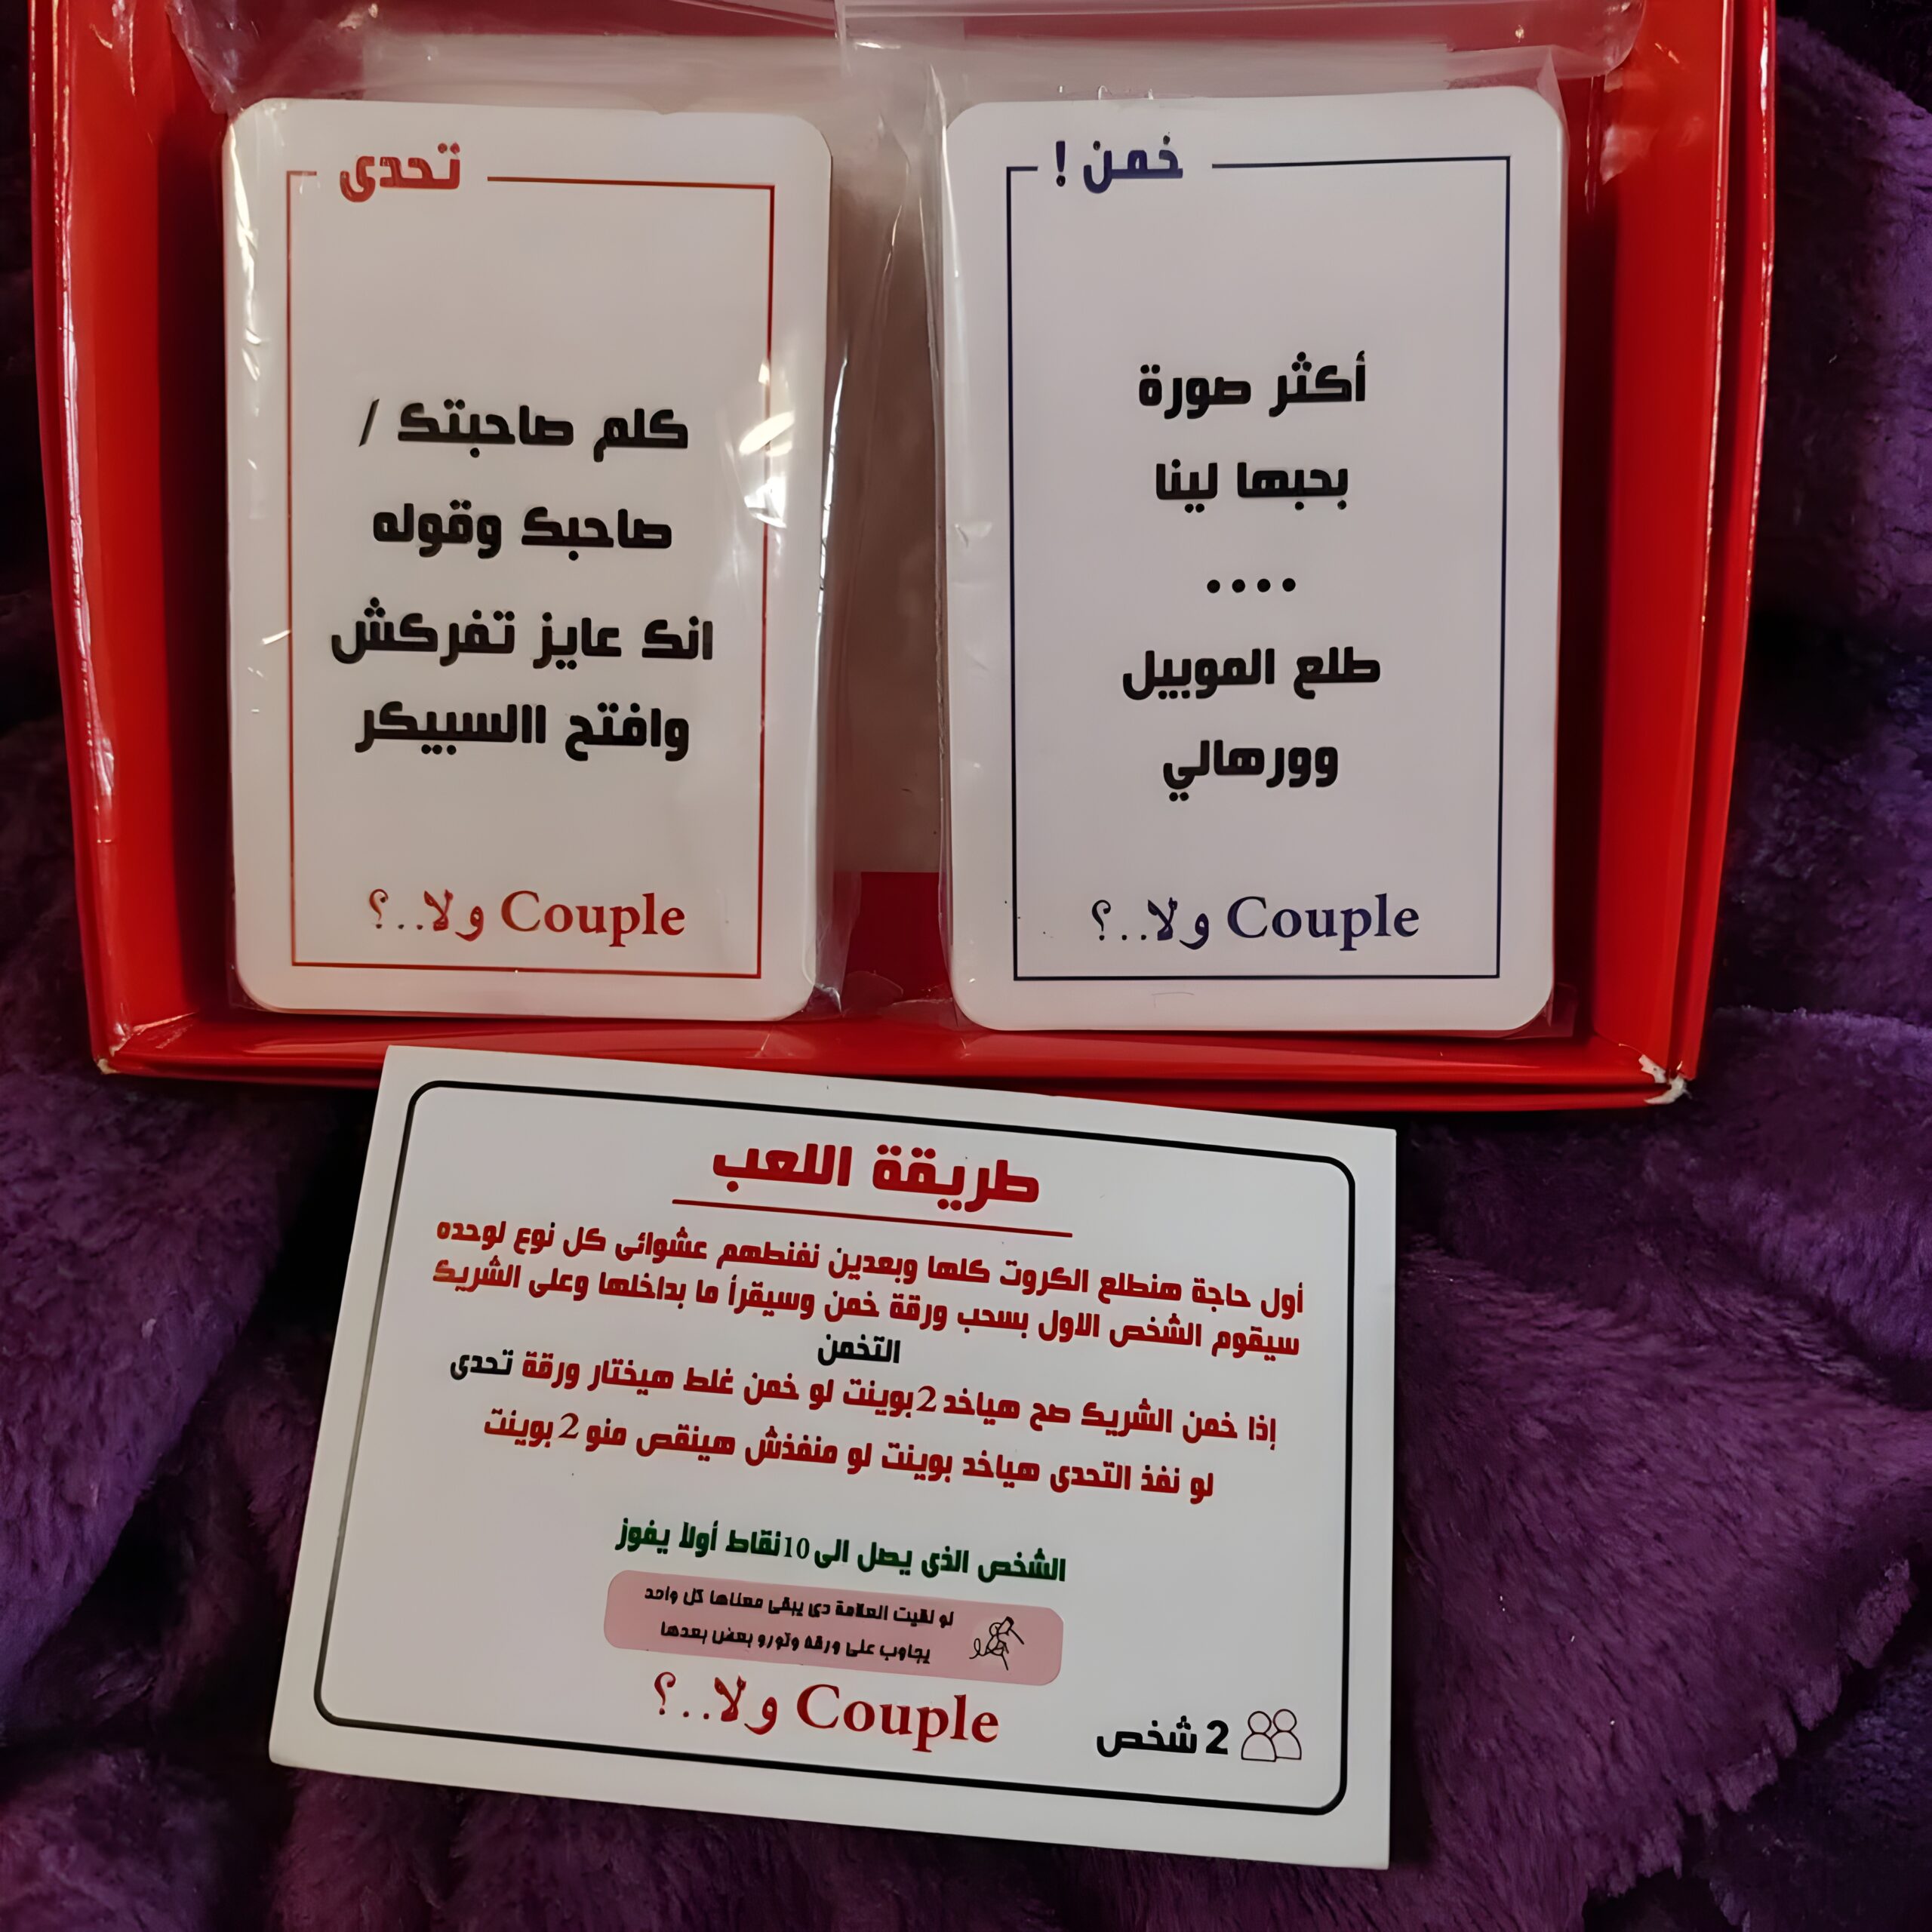 تحدى
كلم صاحبتك /
صاحبك وقوله
انك عايز تفركش
وافتح االسبيكر
Couple ولا..؟
خمن !
أكثر صورة
بحبها لينا
....
طلع الموبيل
وورهالي
Couple ولا..؟
طريقة اللعب
أول حاجة هنطلع الكروت كلها وبعدين نفنطهم عشوائى كل نوع لوحده
سيقوم الشخص الاول بسحب ورقة خمن وسيقرأ ما بداخلها وعلى الشريك
التخمن
إذا خمن الشريك صح هياخد 2 بوينت لو خمن غلط هيختار ورقة تحدى
لو نفذ التحدى هياخد بوينت لو منفذش هينقص منو 2 بوينت
الشخص الذى يصل الى 10نقاط أولا يفوز
لو لقيت العلامة دى يبقى معناها كل واحد
يجاوب على ورقة وتورو بعض بعدها
Couple ولا..؟
2 شخص